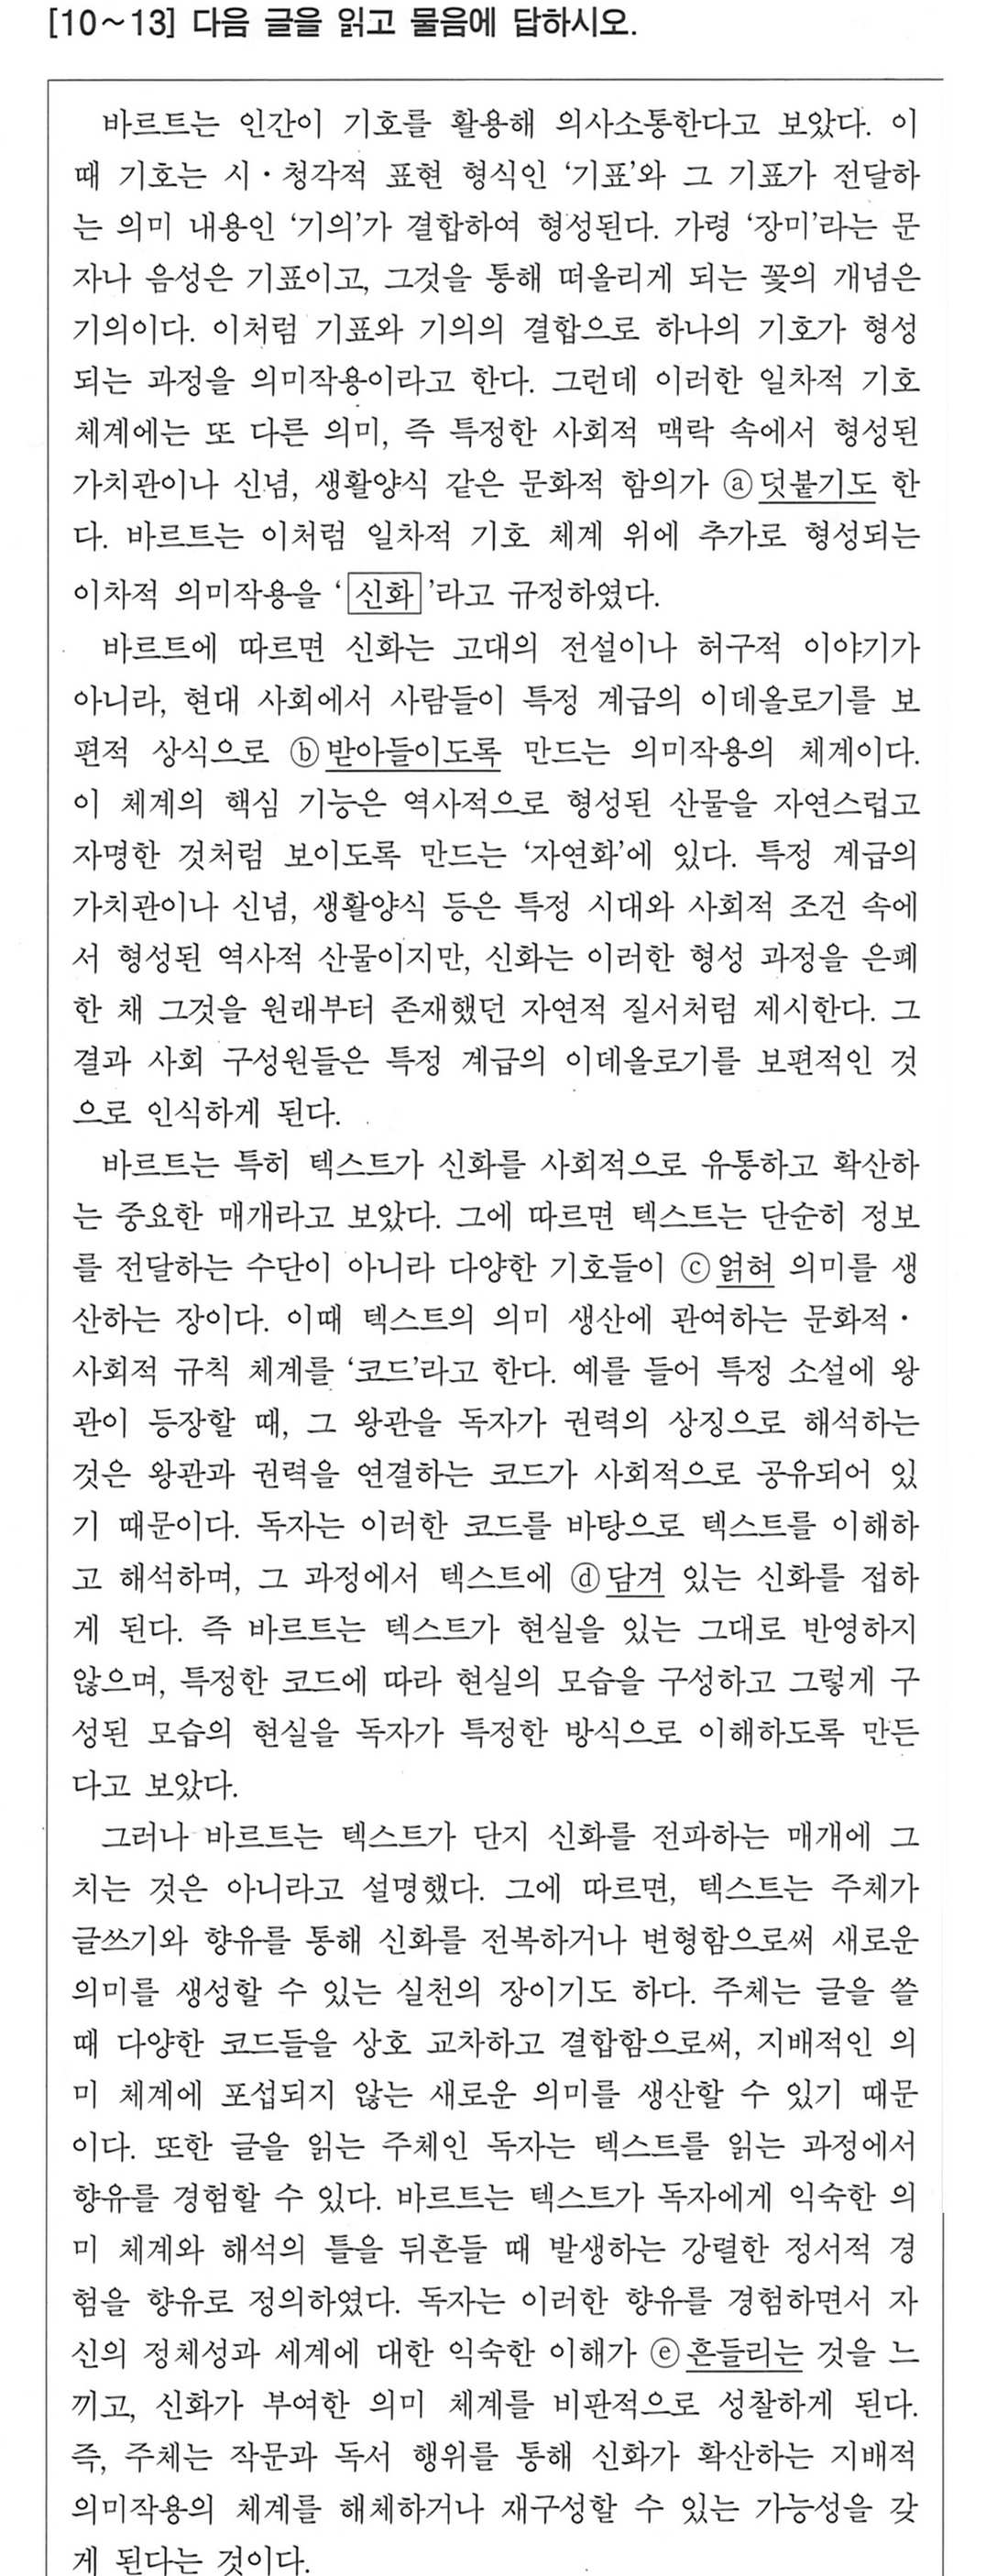 [10～13] 다음 글을 읽고 물음에 답하시오.
바르트는 인간이 기호를 활용해 의사소통한다고 보았다. 이
때 기호는 시·청각적 표현 형식인 ‘기표’와 그 기표가 전달하
는 의미 내용인 ‘기의’가 결합하여 형성된다. 가령 ‘장미’라는 문
자나 음성은 기표이고, 그것을 통해 떠올리게 되는 꽃의 개념은
기의이다. 이처럼 기표와 기의의 결합으로 하나의 기호가 형성
되는 과정을 의미작용이라고 한다. 그런데 이러한 일차적 기호
체계에는 또 다른 의미, 즉 특정한 사회적 맥락 속에서 형성된
가치관이나 신념, 생활양식 같은 문화적 함의가 ⓐ덧붙기도 한
다. 바르트는 이처럼 일차적 기호 체계 위에 추가로 형성되는
이차적 의미작용을 ‘신화’라고 규정하였다.
바르트에 따르면 신화는 고대의 전설이나 허구적 이야기가
아니라, 현대 사회에서 사람들이 특정 계급의 이데올로기를 보
편적 상식으로 ⓑ받아들이도록 만드는 의미작용의 체계이다.
이 체계의 핵심 기능은 역사적으로 형성된 산물을 자연스럽고
자명한 것처럼 보이도록 만드는 ‘자연화’에 있다. 특정 계급의
가치관이나 신념, 생활양식 등은 특정 시대와 사회적 조건 속에
서 형성된 역사적 산물이지만, 신화는 이러한 형성 과정을 은폐
한 채 그것을 원래부터 존재했던 자연적 질서처럼 제시한다. 그
결과 사회 구성원들은 특정 계급의 이데올로기를 보편적인 것
으로 인식하게 된다.
바르트는 특히 텍스트가 신화를 사회적으로 유통하고 확산하
는 중요한 매개라고 보았다. 그에 따르면 텍스트는 단순히 정보
를 전달하는 수단이 아니라 다양한 기호들이 ⓒ얽혀 의미를 생
산하는 장이다. 이때 텍스트의 의미 생산에 관여하는 문화적·
사회적 규칙 체계를 ‘코드’라고 한다. 예를 들어 특정 소설에 왕
관이 등장할 때, 그 왕관을 독자가 권력의 상징으로 해석하는
것은 왕관과 권력을 연결하는 코드가 사회적으로 공유되어 있
기 때문이다. 독자는 이러한 코드를 바탕으로 텍스트를 이해하
고 해석하며, 그 과정에서 텍스트에 ⓓ담겨 있는 신화를 접하
게 된다. 즉 바르트는 텍스트가 현실을 있는 그대로 반영하지
않으며, 특정한 코드에 따라 현실의 모습을 구성하고 그렇게 구
성된 모습의 현실을 독자가 특정한 방식으로 이해하도록 만든
다고 보았다.
그러나 바르트는 텍스트가 단지 신화를 전파하는 매개에 그
치는 것은 아니라고 설명했다. 그에 따르면, 텍스트는 주체가
글쓰기와 향유를 통해 신화를 전복하거나 변형함으로써 새로운
의미를 생성할 수 있는 실천의 장이기도 하다. 주체는 글을 쓸
때 다양한 코드들을 상호 교차하고 결합함으로써, 지배적인 의
미 체계에 포섭되지 않는 새로운 의미를 생산할 수 있기 때문
이다. 또한 글을 읽는 주체인 독자는 텍스트를 읽는 과정에서
향유를 경험할 수 있다. 바르트는 텍스트가 독자에게 익숙한 의
미 체계와 해석의 틀을 뒤흔들 때 발생하는 강렬한 정서적 경
험을 향유로 정의하였다. 독자는 이러한 향유를 경험하면서 자
신의 정체성과 세계에 대한 익숙한 이해가 ⓔ흔들리는 것을 느
끼고, 신화가 부여한 의미 체계를 비판적으로 성찰하게 된다.
즉, 주체는 작문과 독서 행위를 통해 신화가 확산하는 지배적
의미작용의 체계를 해체하거나 재구성할 수 있는 가능성을 갖
게 된다는 것이다.